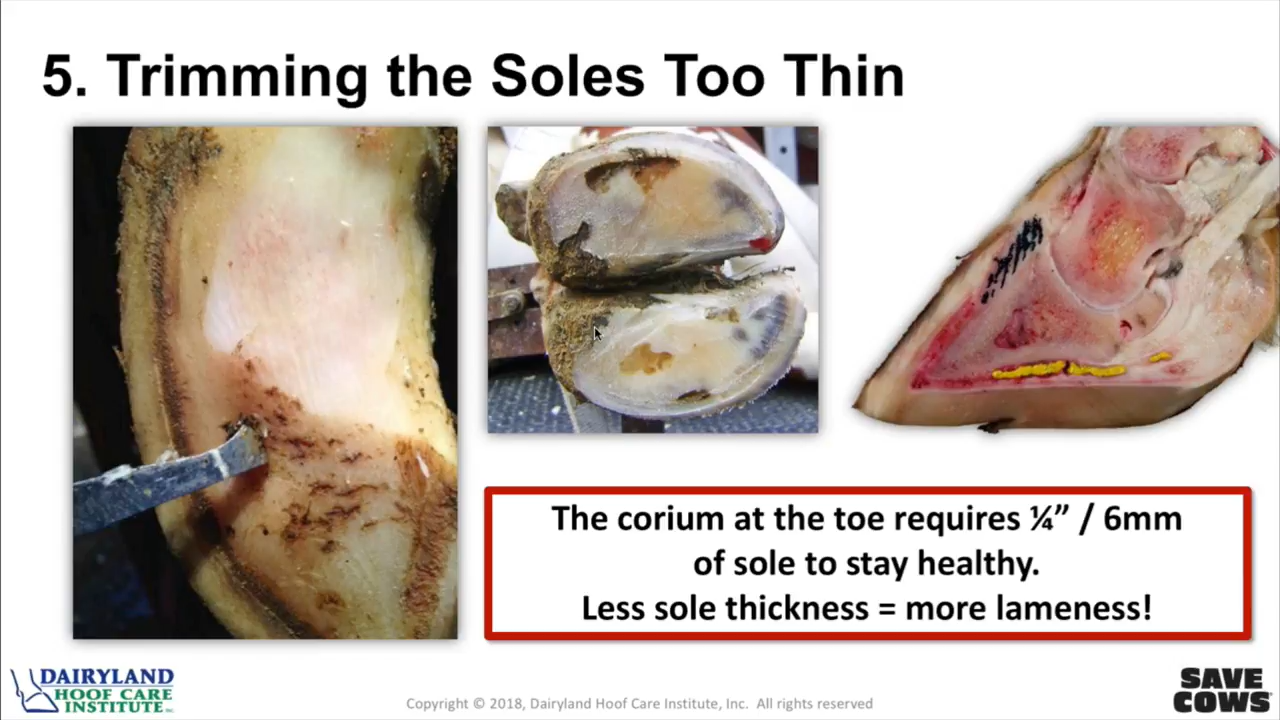 5. Trimming the Soles Too Thin
The corium at the toe requires ¼” / 6mm
of sole to stay healthy.
Less sole thickness = more lameness!
DAIRYLAND
HOOF CARE
INSTITUTE INC.
Copyright © 2018, Dairyland Hoof Care Institute, Inc. All rights reserved
SAVE
COWS